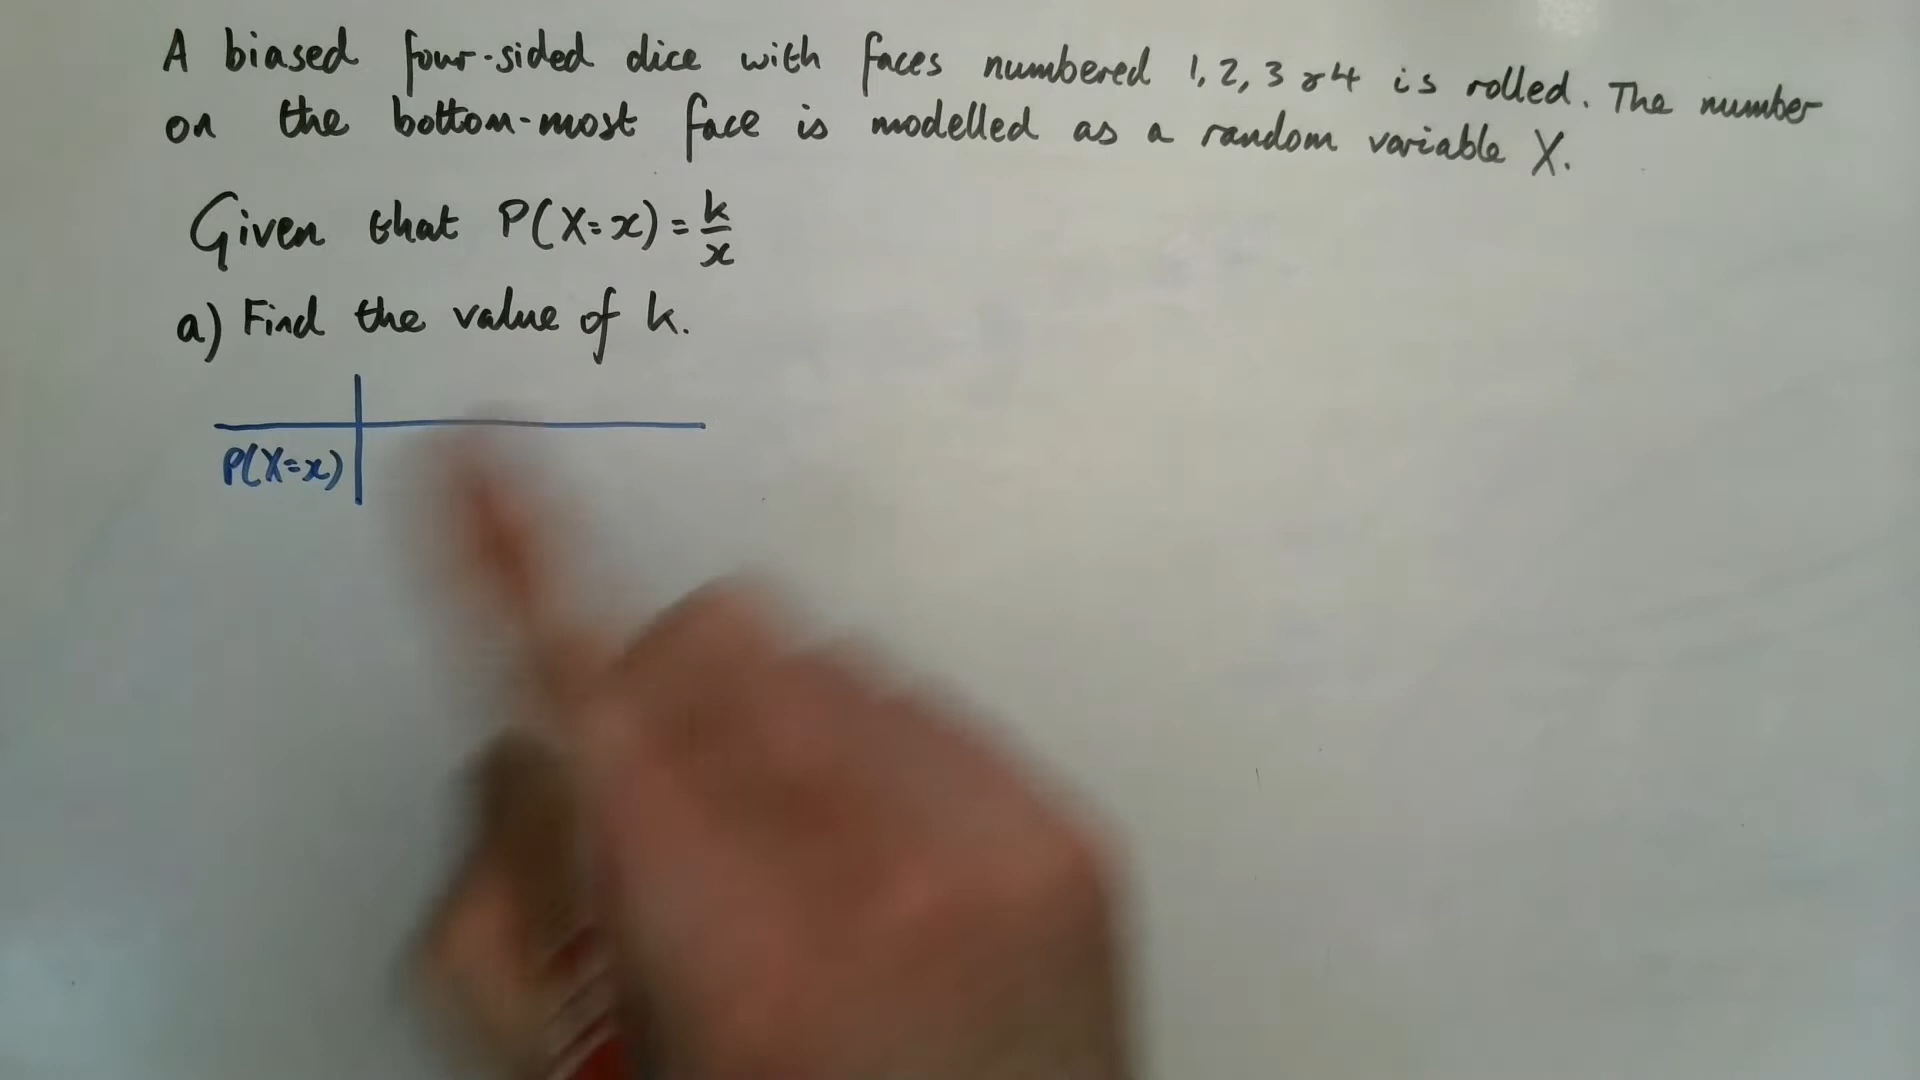 A biased four-sided dice with faces numbered 1, 2, 3 & 4 is rolled. The number
on the bottom-most face is modelled as a random variable X.
Given that P(X=x) = k/x
a) Find the value of k.
P(X=x)